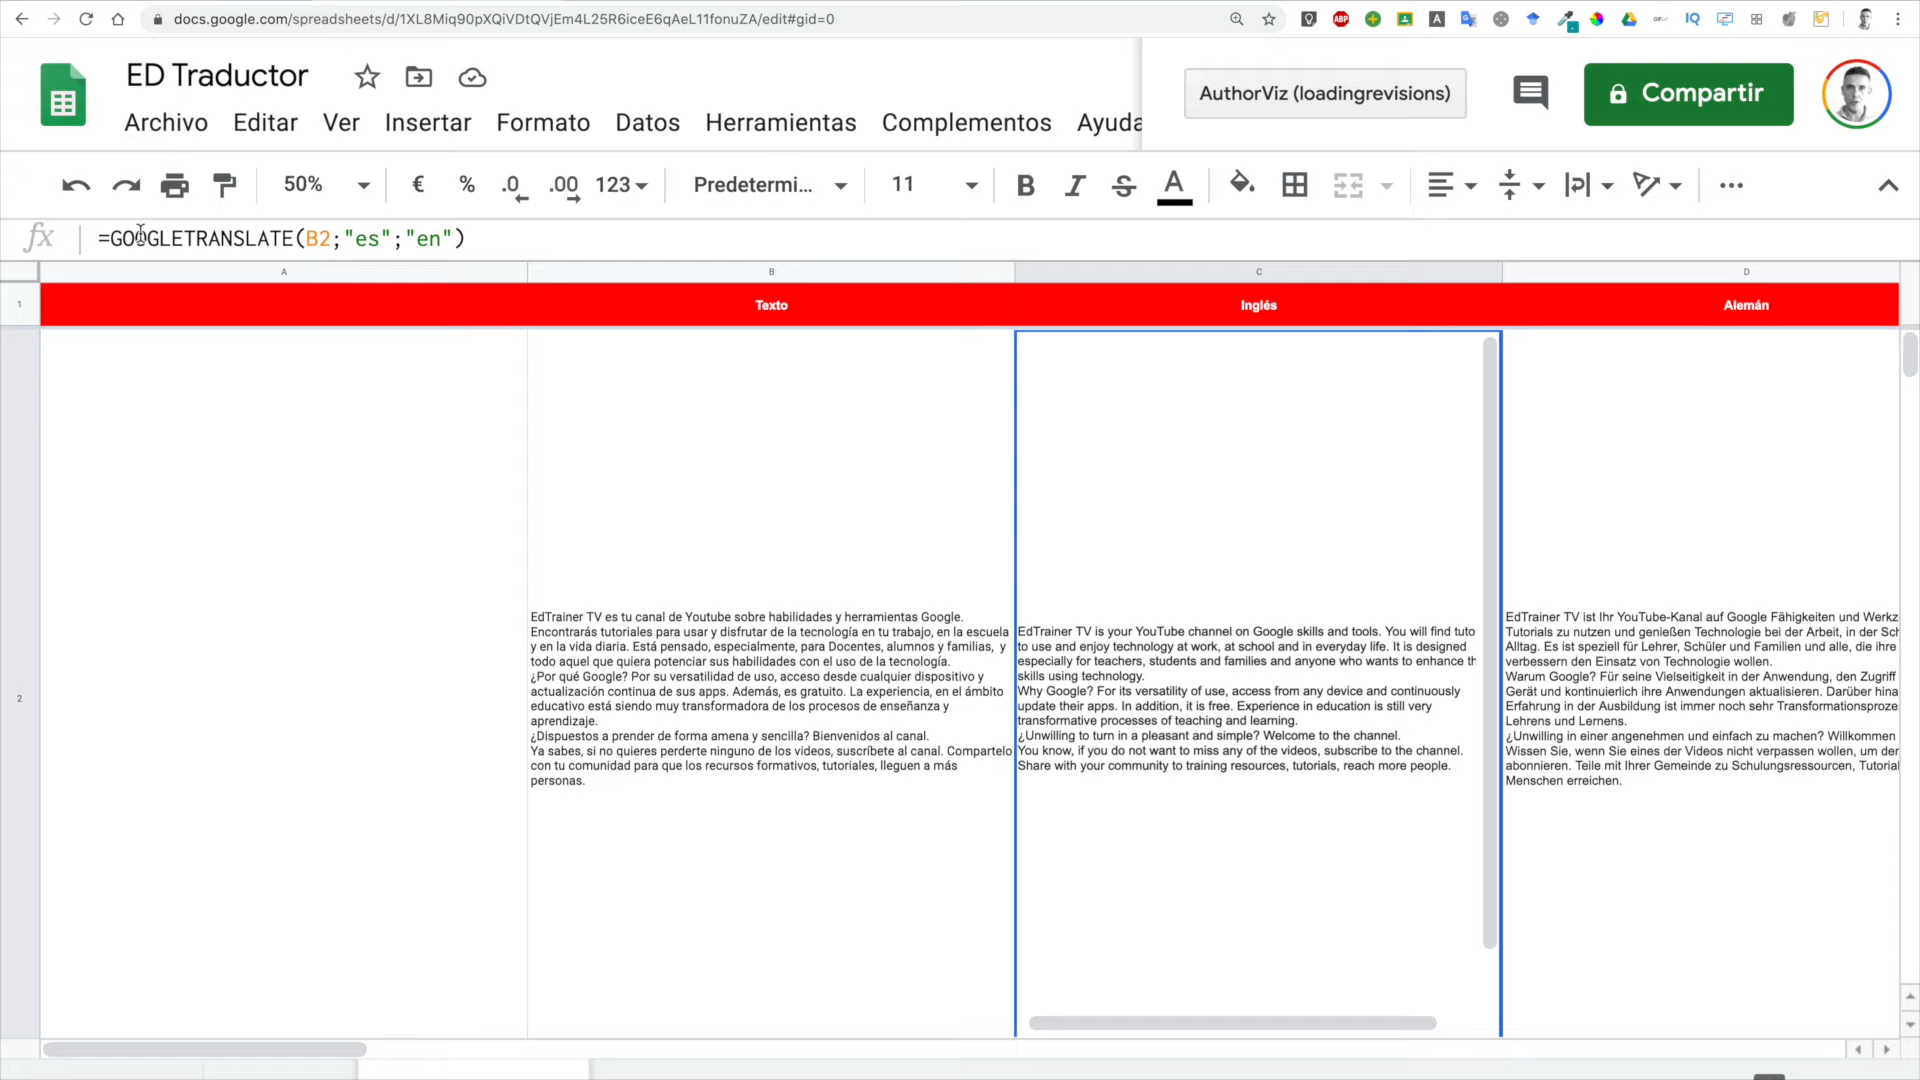 docs.google.com/spreadsheets/d/1XL8Miq90pXQiVDtQVjEm4L25R6iceE6qAeL11fonuZA/edit#gid=0
ABP
A
IQ
ED Traductor
AuthorViz (loadingrevisions)
Compartir
Archivo Editar Ver Insertar Formato Datos Herramientas Complementos Ayuda
50% € % .0 .00 123 Predetermi... 11 B I S A
fx =GOOGLETRANSLATE(B2;"es";"en")
A B C D
1 Texto Inglés Alemán
2
EdTrainer TV es tu canal de Youtube sobre habilidades y herramientas Google.
Encontrarás tutoriales para usar y disfrutar de la tecnología en tu trabajo, en la escuela
y en la vida diaria. Está pensado, especialmente, para Docentes, alumnos y familias, y
todo aquel que quiera potenciar sus habilidades con el uso de la tecnología.
¿Por qué Google? Por su versatilidad de uso, acceso desde cualquier dispositivo y
actualización continua de sus apps. Además, es gratuito. La experiencia, en el ámbito
educativo está siendo muy transformadora de los procesos de enseñanza y
aprendizaje.
¿Dispuestos a prender de forma amena y sencilla? Bienvenidos al canal.
Ya sabes, si no quieres perderte ninguno de los videos, suscríbete al canal. Compartelo
con tu comunidad para que los recursos formativos, tutoriales, lleguen a más
personas.
EdTrainer TV is your YouTube channel on Google skills and tools. You will find tuto
to use and enjoy technology at work, at school and in everyday life. It is designed
especially for teachers, students and families and anyone who wants to enhance th
skills using technology.
Why Google? For its versatility of use, access from any device and continuously
update their apps. In addition, it is free. Experience in education is still very
transformative processes of teaching and learning.
¿Unwilling to turn in a pleasant and simple? Welcome to the channel.
You know, if you do not want to miss any of the videos, subscribe to the channel.
Share with your community to training resources, tutorials, reach more people.
EdTrainer TV ist Ihr YouTube-Kanal auf Google Fähigkeiten und Werkz
Tutorials zu nutzen und genießen Technologie bei der Arbeit, in der Sch
Alltag. Es ist speziell für Lehrer, Schüler und Familien und alle, die ihre
verbessern den Einsatz von Technologie wollen.
Warum Google? Für seine Vielseitigkeit in der Anwendung, den Zugriff
Gerät und kontinuierlich ihre Anwendungen aktualisieren. Darüber hina
Erfahrung in der Ausbildung ist immer noch sehr Transformationsproze
Lehrens und Lernens.
¿Unwilling in einer angenehmen und einfach zu machen? Willkommen
Wissen Sie, wenn Sie eines der Videos nicht verpassen wollen, um der
abonnieren. Teile mit Ihrer Gemeinde zu Schulungsressourcen, Tutorial
Menschen erreichen.